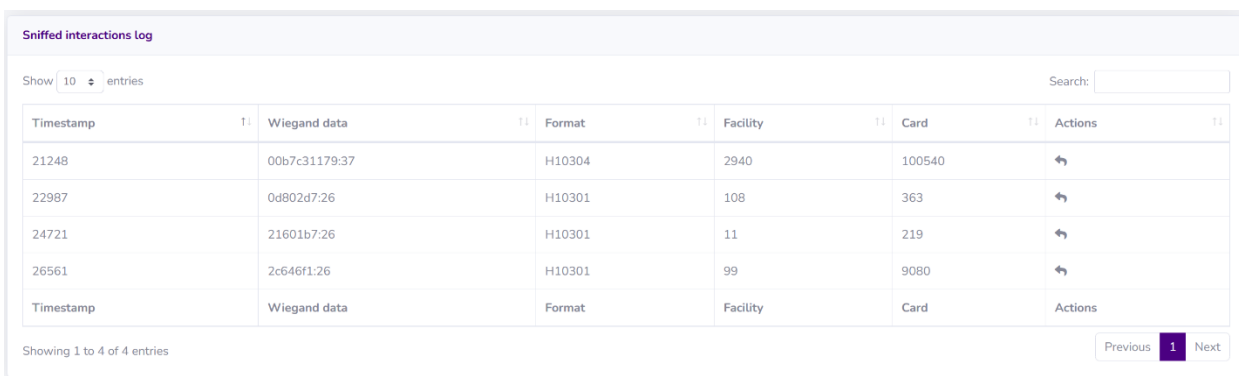 Sniffed interactions log
Show 10 entries Search:
Timestamp Wiegand data Format Facility Card Actions
21248 00b7c31179:37 H10304 2940 100540
22987 0d802d7:26 H10301 108 363
24721 21601b7:26 H10301 11 219
26561 2c646f1:26 H10301 99 9080
Timestamp Wiegand data Format Facility Card Actions
Showing 1 to 4 of 4 entries Previous 1 Next